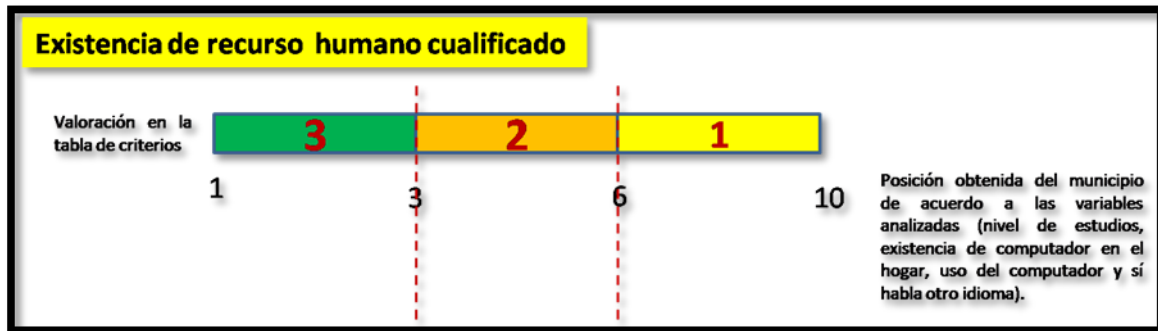 Existencia de recurso humano cualificado
Valoración en la
tabla de criterios
3 2 1
1 3 6 10
Posición obtenida del municipio
de acuerdo a las variables
analizadas (nivel de estudios,
existencia de computador en el
hogar, uso del computador y sí
habla otro idioma).